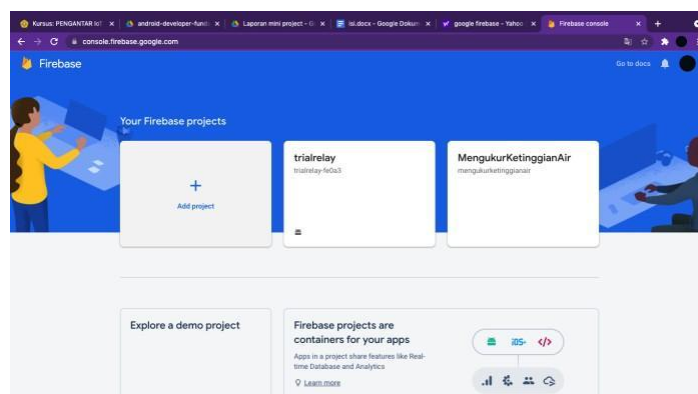 Kursus: PENGANTAR IoT
android-developer-fund
Laporan mini project -
isi.docx - Google Dokum
google firebase - Yahoo
Firebase console
console.firebase.google.com
Firebase
Go to docs
Your Firebase projects
Add project
trialrelay
trialrelay-fe0a3
MengukurKetinggianAir
mengukurketinggianair
Explore a demo project
Firebase projects are
containers for your apps
Apps in a project share features like Real-
time Database and Analytics
Learn more
iOS+